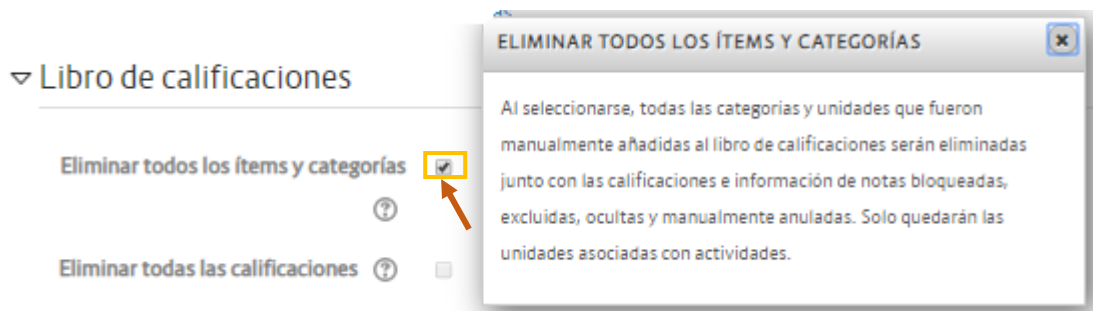 Libro de calificaciones
Eliminar todos los ítems y categorías
?
Eliminar todas las calificaciones ?
ELIMINAR TODOS LOS ÍTEMS Y CATEGORÍAS
Al seleccionarse, todas las categorías y unidades que fueron
manualmente añadidas al libro de calificaciones serán eliminadas
junto con las calificaciones e información de notas bloqueadas,
excluidas, ocultas y manualmente anuladas. Solo quedarán las
unidades asociadas con actividades.